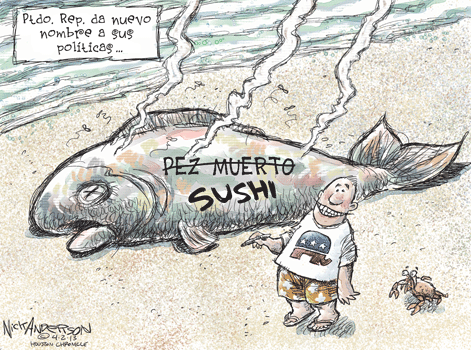 Ptdo. Rep. da nuevo
nombre a sus
políticas...
PEZ MUERTO
SUSHI
NICK ANDERSON
© 4-2-13
HOUSTON CHRONICLE